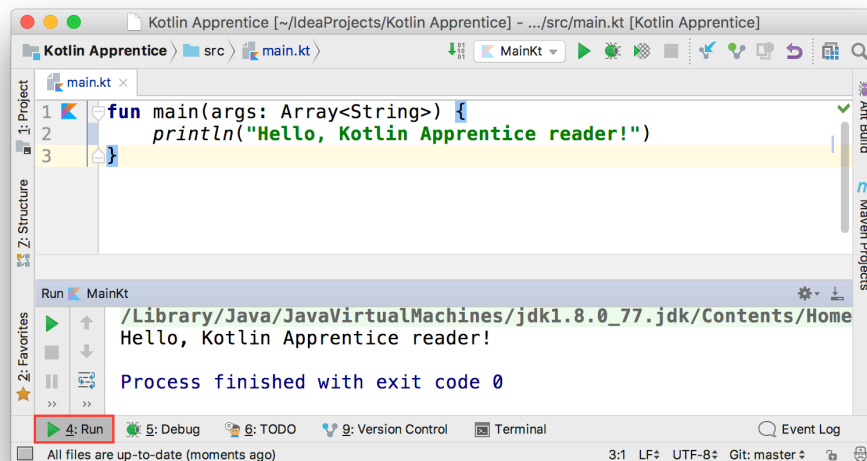 Kotlin Apprentice [~/IdeaProjects/Kotlin Apprentice] - .../src/main.kt [Kotlin Apprentice]
Kotlin Apprentice src main.kt MainKt
main.kt
1: Project
Z: Structure
2: Favorites
1 fun main(args: Array<String>) {
2 println("Hello, Kotlin Apprentice reader!")
3 }
Ant Build
Maven Projects
Run MainKt
/Library/Java/JavaVirtualMachines/jdk1.8.0_77.jdk/Contents/Home
Hello, Kotlin Apprentice reader!
Process finished with exit code 0
4: Run 5: Debug 6: TODO 9: Version Control Terminal Event Log
All files are up-to-date (moments ago) 3:1 LF UTF-8 Git: master